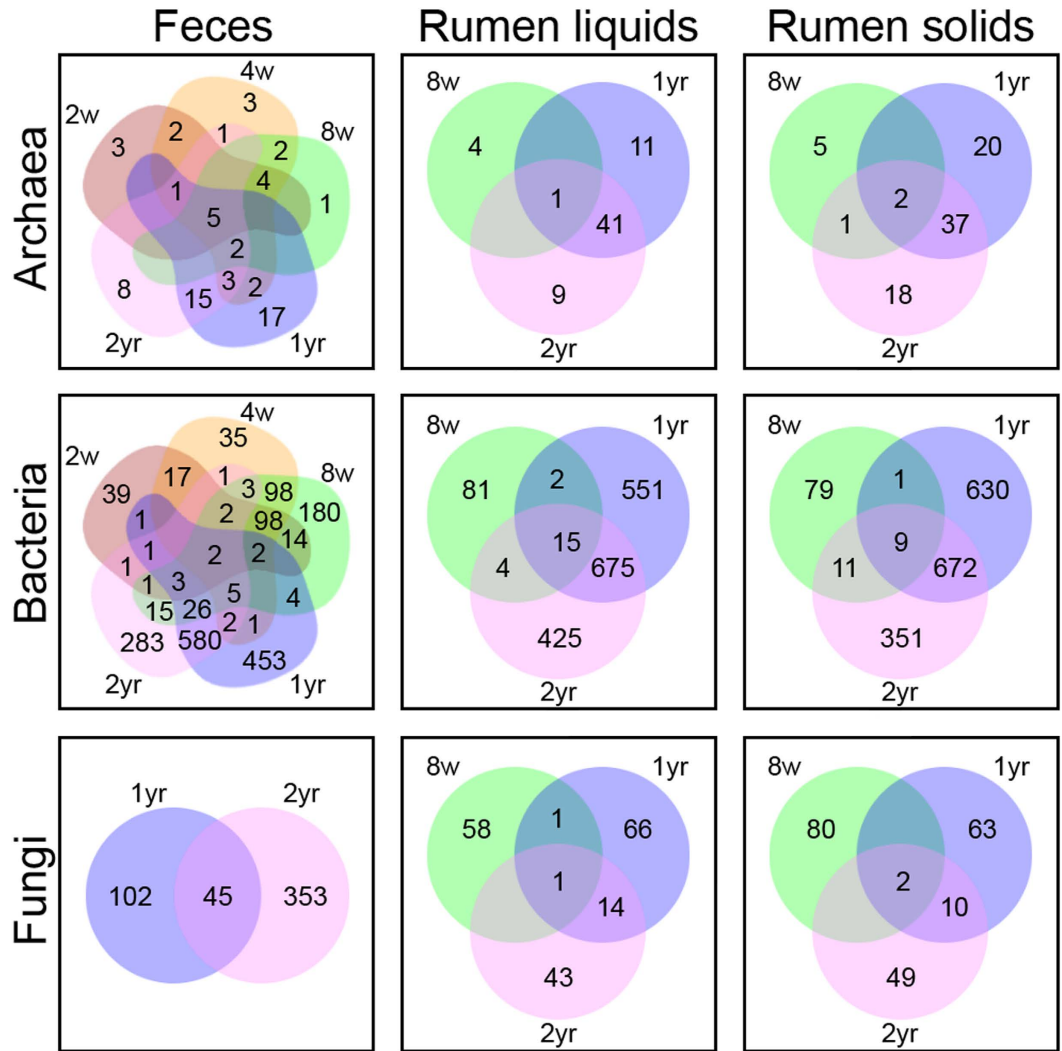 Feces Rumen liquids Rumen solids
Archaea
4w
2w 3
8w
3 2 1 2
4
1 5 1
2
8 3 2
15 17
2yr 1yr
8w 1yr
4 11
1
41
9
2yr
8w 1yr
5 20
2
1 37
18
2yr
Bacteria
4w
2w 35
8w
39 17 1 3 98
180
1 2 98
14
1 2 2
1
1 3 5 4
15 26
2 1
283 580 453
2yr 1yr
8w 1yr
81 2 551
15
4 675
425
2yr
8w 1yr
79 1 630
9
11 672
351
2yr
Fungi
1yr 2yr
102 45 353
8w 1yr
58 1 66
1
14
43
2yr
8w 1yr
80 63
2
10
49
2yr